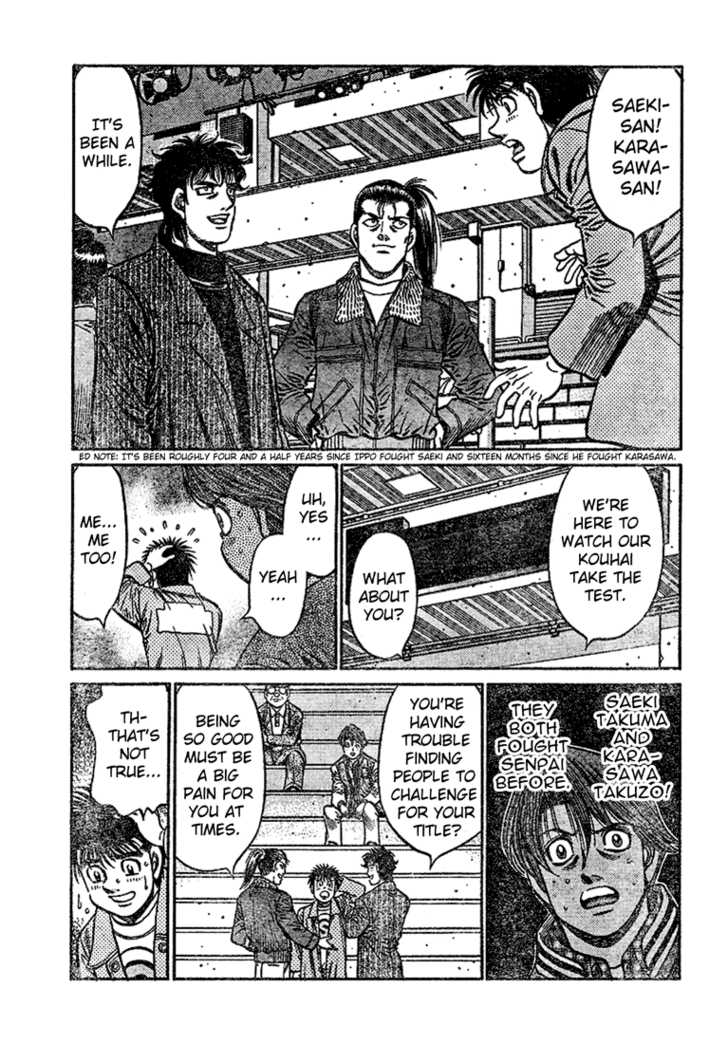 SAEKI-
SAN!
KARA-
SAWA-
SAN!
IT'S
BEEN A
WHILE.
ED NOTE: IT'S BEEN ROUGHLY FOUR AND A HALF YEARS SINCE IPPO FOUGHT SAEKI AND SIXTEEN MONTHS SINCE HE FOUGHT KARASAWA.
WE'RE
HERE TO
WATCH OUR
KOUHAI
TAKE THE
TEST.
WHAT
ABOUT
YOU?
UH,
YES
...
YEAH
...
ME...
ME
TOO!
SAEKI
TAKUMA
AND
KARA-
SAWA
TAKUZO!
THEY
BOTH
FOUGHT
SENPAI
BEFORE.
YOU'RE
HAVING
TROUBLE
FINDING
PEOPLE TO
CHALLENGE
FOR YOUR
TITLE?
BEING
SO GOOD
MUST BE
A BIG
PAIN FOR
YOU AT
TIMES.
TH-
THAT'S
NOT
TRUE...